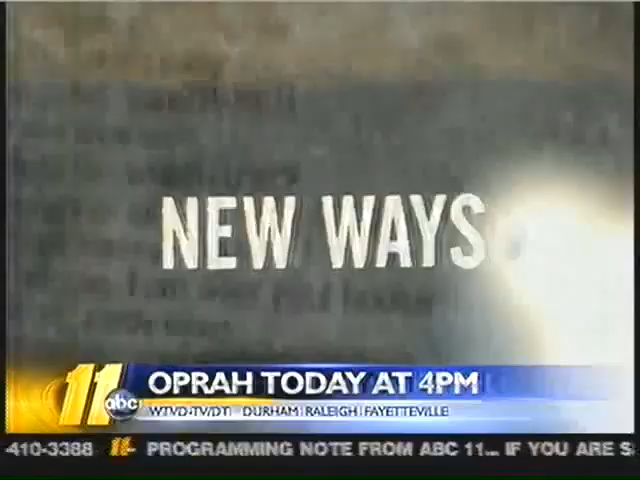 NEW WAYS
11 abc
OPRAH TODAY AT 4PM
WTVD-TV/DT DURHAM RALEIGH FAYETTEVILLE
-410-3388 11 PROGRAMMING NOTE FROM ABC 11... IF YOU ARE S